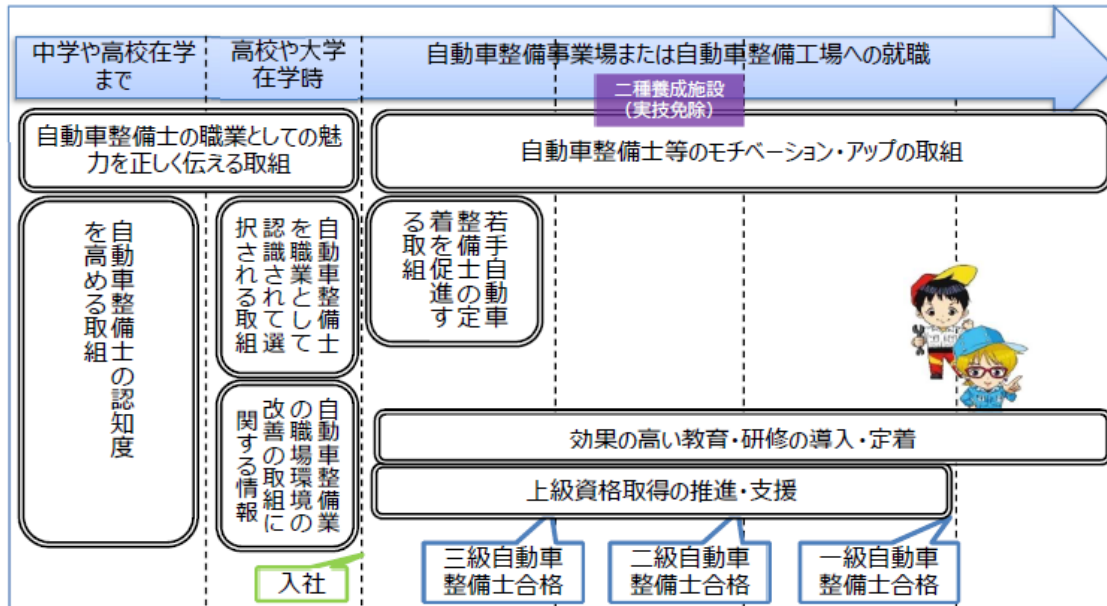 中学や高校在学
まで
高校や大学
在学時
自動車整備事業場または自動車整備工場への就職
二種養成施設
(実技免除)
自動車整備士の職業としての魅
力を正しく伝える取組
自動車整備士等のモチベーション・アップの取組
自動車整備士の認知度
を高める取組
自動車整備士
を職業として
認識されて選
択される取組
若手自動車
整備士の定
着を促進す
る取組
自動車整備業
の職場環境の
改善の取組に
関する情報
効果の高い教育・研修の導入・定着
上級資格取得の推進・支援
入社
三級自動車
整備士合格
二級自動車
整備士合格
一級自動車
整備士合格